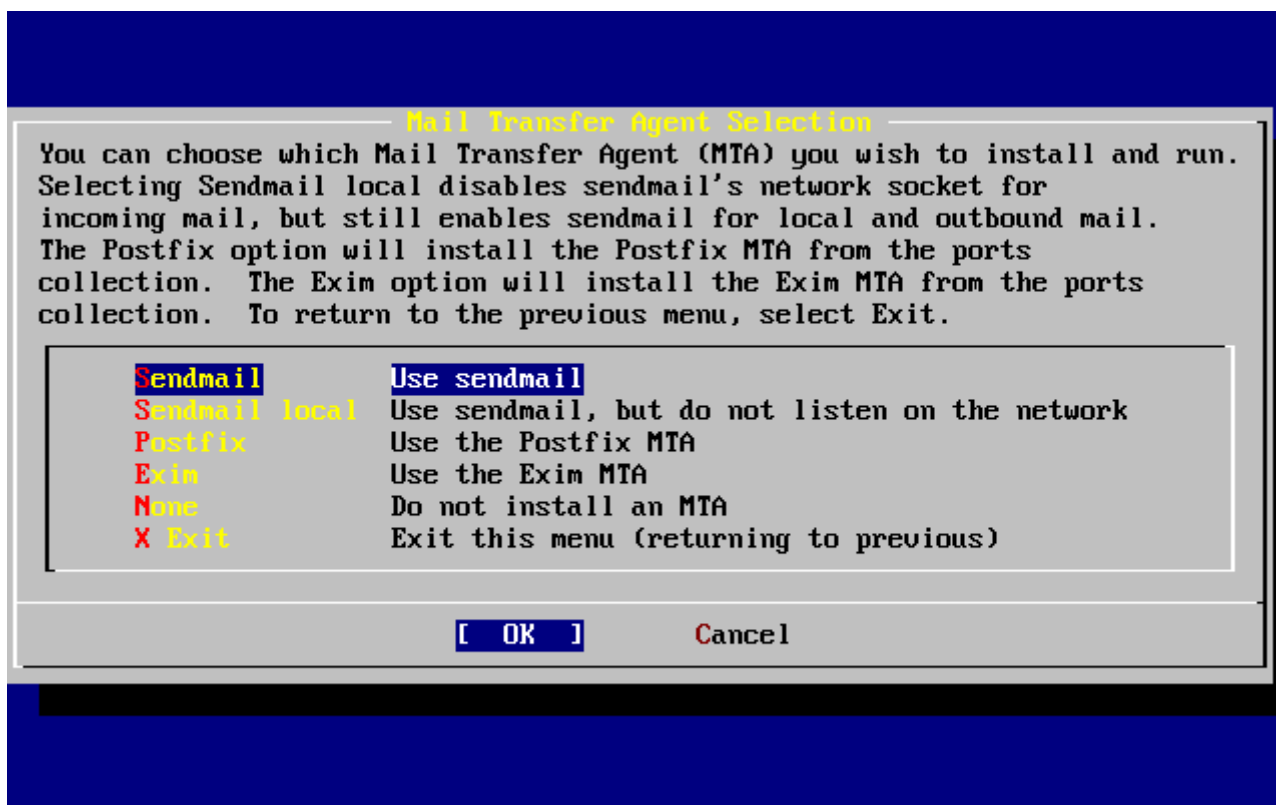 Mail Transfer Agent Selection
You can choose which Mail Transfer Agent (MTA) you wish to install and run.
Selecting Sendmail local disables sendmail's network socket for
incoming mail, but still enables sendmail for local and outbound mail.
The Postfix option will install the Postfix MTA from the ports
collection.  The Exim option will install the Exim MTA from the ports
collection.  To return to the previous menu, select Exit.
Sendmail Use sendmail
Sendmail local Use sendmail, but do not listen on the network
Postfix Use the Postfix MTA
Exim Use the Exim MTA
None Do not install an MTA
X Exit Exit this menu (returning to previous)
[ OK ] Cancel